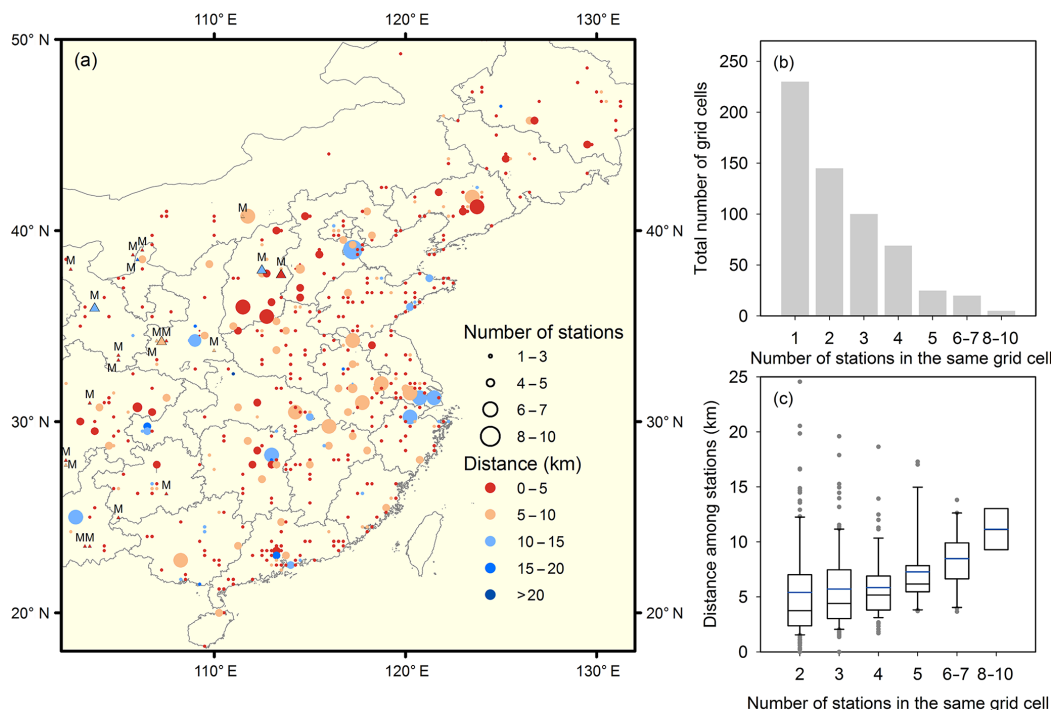 110° E
120° E
130° E
50° N
(a)
M
M
M
M
M
M
M
40° N
40° N
M
M
MM
M
M
M
M
30° N
30° N
M
M
M
M
MM
20° N
20° N
110° E
120° E
130° E
Number of stations
1–3
4–5
6–7
8–10
Distance (km)
0–5
5–10
10–15
15–20
>20
(b)
Total number of grid cells
250
200
150
100
50
0
1
2
3
4
5
6–7
8–10
Number of stations in the same grid cell
(c)
Distance among stations (km)
25
20
15
10
5
0
2
3
4
5
6–7
8–10
Number of stations in the same grid cell